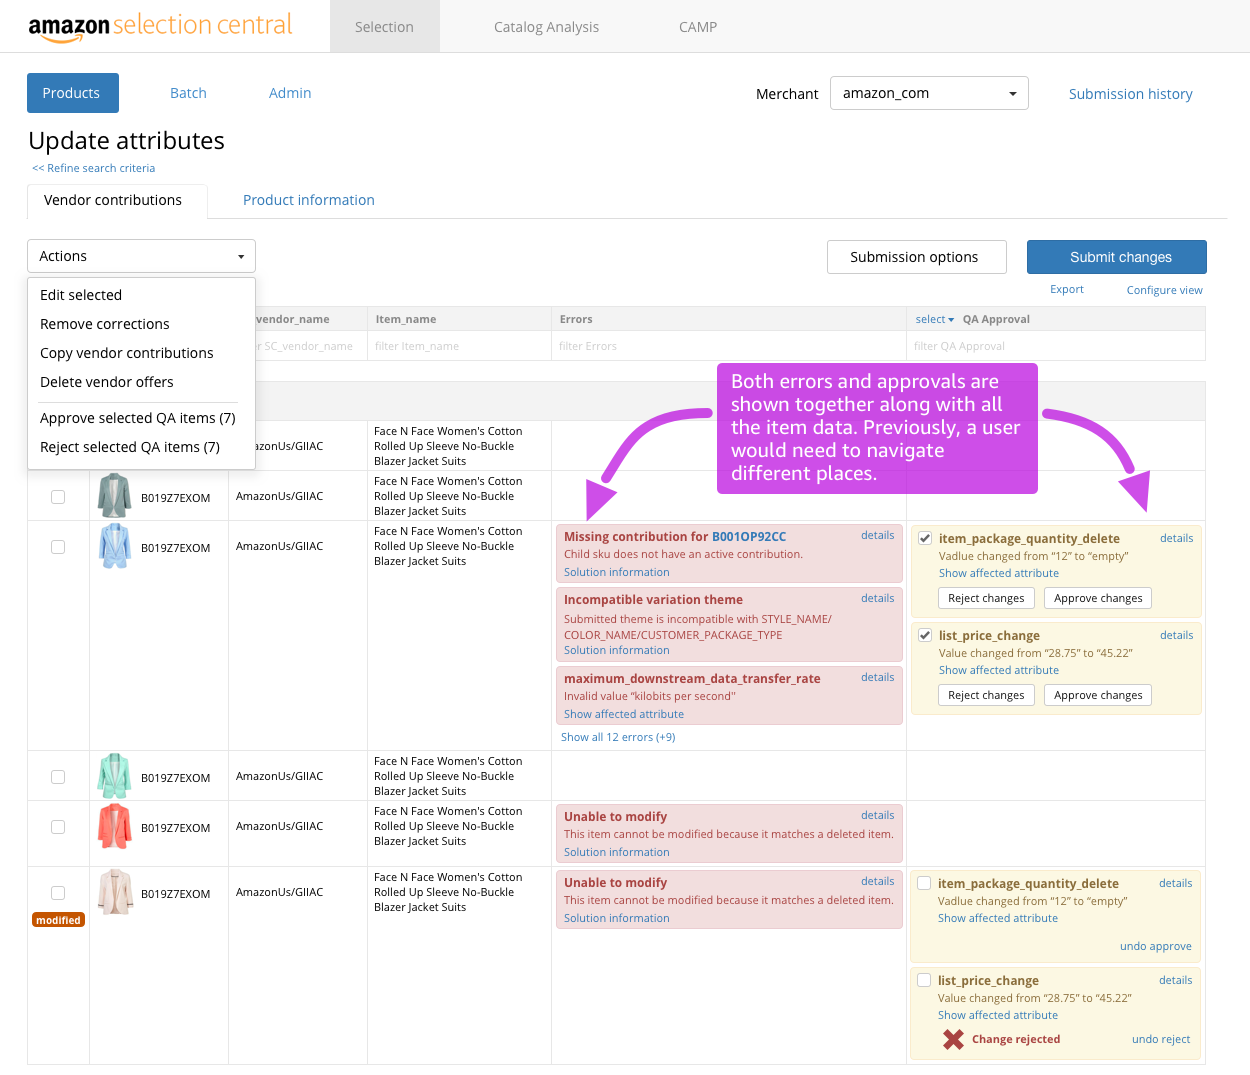 amazon selection central
Selection
Catalog Analysis
CAMP
Products
Batch
Admin
Merchant
amazon_com
Submission history
Update attributes
<< Refine search criteria
Vendor contributions
Product information
Actions
Submission options
Submit changes
Edit selected
Remove corrections
Copy vendor contributions
Delete vendor offers
Approve selected QA items (7)
Reject selected QA items (7)
Export
Configure view
vendor_name
Item_name
Errors
select
QA Approval
SC_vendor_name
filter Item_name
filter Errors
filter QA Approval
Both errors and approvals are
shown together along with all
the item data. Previously, a user
would need to navigate
different places.
zonUs/GIIAC
Face N Face Women's Cotton
Rolled Up Sleeve No-Buckle
Blazer Jacket Suits
B019Z7EXOM
AmazonUs/GIIAC
Face N Face Women's Cotton
Rolled Up Sleeve No-Buckle
Blazer Jacket Suits
B019Z7EXOM
AmazonUs/GIIAC
Face N Face Women's Cotton
Rolled Up Sleeve No-Buckle
Blazer Jacket Suits
Missing contribution for B001OP92CC
details
Child sku does not have an active contribution.
Solution information
Incompatible variation theme
details
Submitted theme is incompatible with STYLE_NAME/
COLOR_NAME/CUSTOMER_PACKAGE_TYPE
Solution information
maximum_downstream_data_transfer_rate
details
Invalid value “kilobits per second"
Show affected attribute
Show all 12 errors (+9)
item_package_quantity_delete
details
Vadlue changed from “12” to “empty”
Show affected attribute
Reject changes
Approve changes
list_price_change
details
Value changed from “28.75” to “45.22”
Show affected attribute
Reject changes
Approve changes
B019Z7EXOM
AmazonUs/GIIAC
Face N Face Women's Cotton
Rolled Up Sleeve No-Buckle
Blazer Jacket Suits
B019Z7EXOM
AmazonUs/GIIAC
Face N Face Women's Cotton
Rolled Up Sleeve No-Buckle
Blazer Jacket Suits
Unable to modify
details
This item cannot be modified because it matches a deleted item.
Solution information
modified
B019Z7EXOM
AmazonUs/GIIAC
Face N Face Women's Cotton
Rolled Up Sleeve No-Buckle
Blazer Jacket Suits
Unable to modify
details
This item cannot be modified because it matches a deleted item.
Solution information
item_package_quantity_delete
details
Vadlue changed from “12” to “empty”
Show affected attribute
undo approve
list_price_change
details
Value changed from “28.75” to “45.22”
Show affected attribute
Change rejected
undo reject